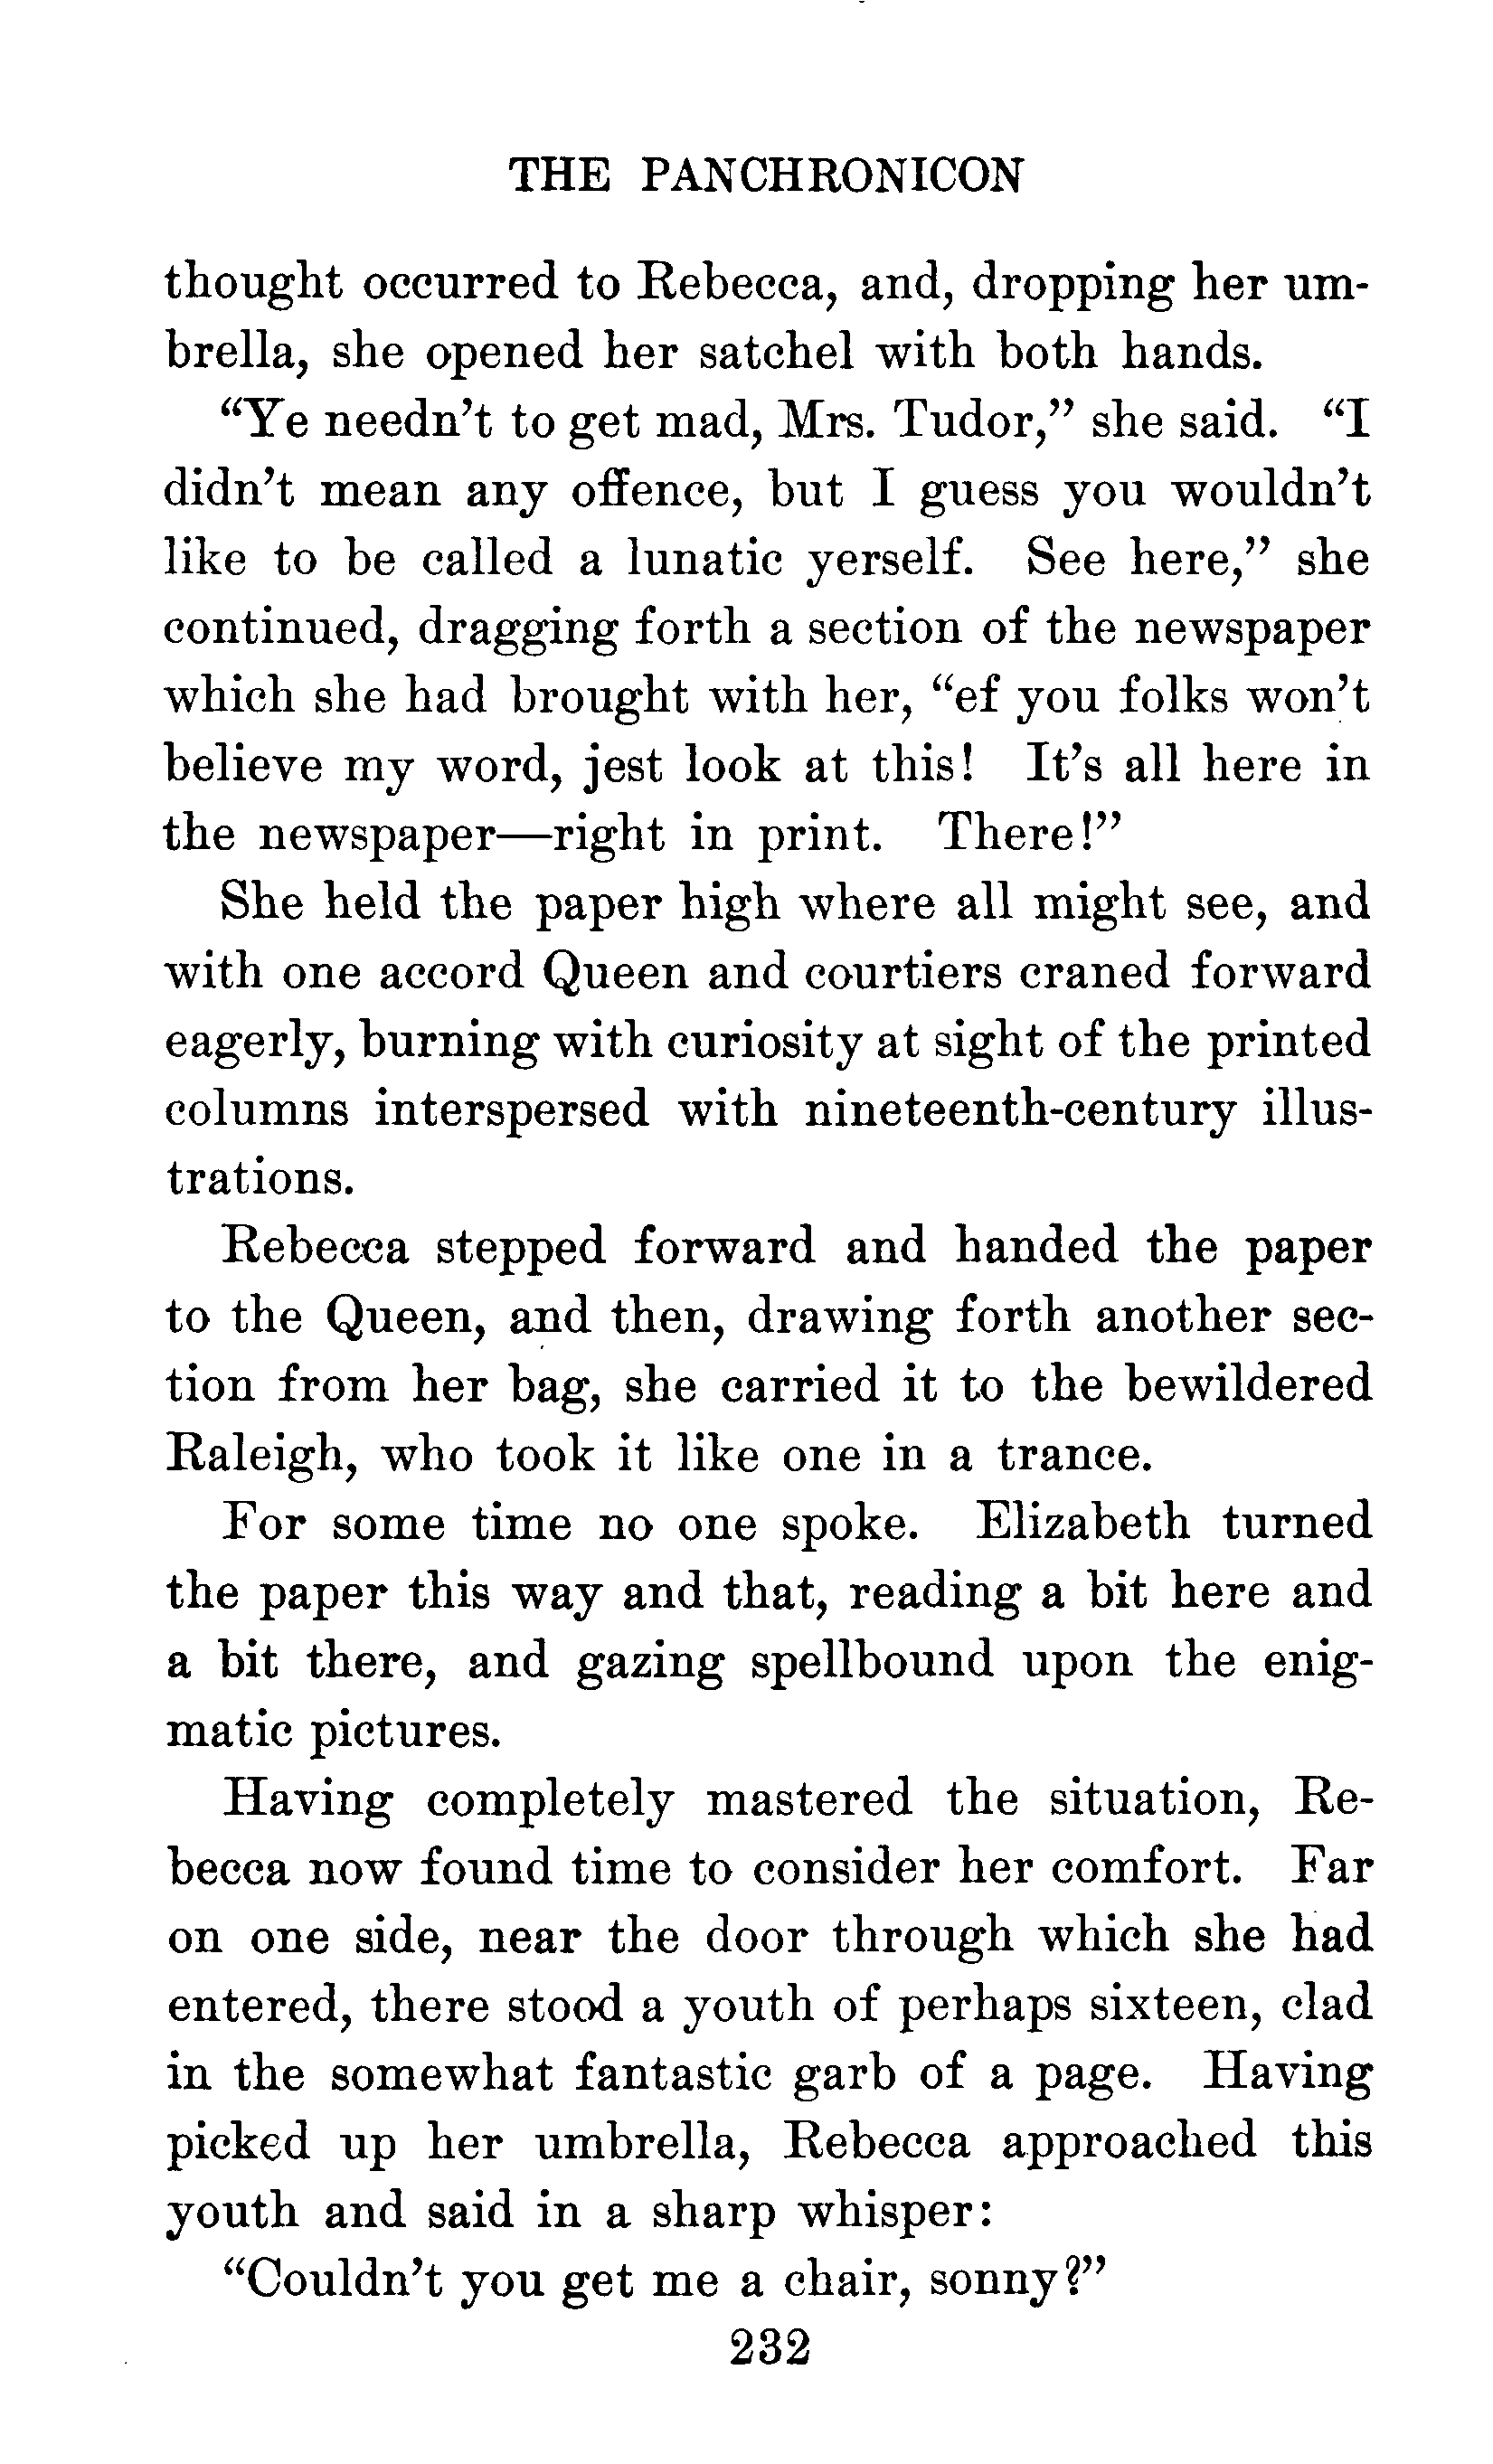 THE PANCHRONICON
thought occurred to Rebecca, and, dropping her um-
brella, she opened her satchel with both hands.
“Ye needn’t to get mad, Mrs. Tudor,” she said. “I
didn’t mean any offence, but I guess you wouldn’t
like to be called a lunatic yerself. See here,” she
continued, dragging forth a section of the newspaper
which she had brought with her, “ef you folks won’t
believe my word, jest look at this! It’s all here in
the newspaper—right in print. There!”
She held the paper high where all might see, and
with one accord Queen and courtiers craned forward
eagerly, burning with curiosity at sight of the printed
columns interspersed with nineteenth-century illus-
trations.
Rebecca stepped forward and handed the paper
to the Queen, and then, drawing forth another sec-
tion from her bag, she carried it to the bewildered
Raleigh, who took it like one in a trance.
For some time no one spoke. Elizabeth turned
the paper this way and that, reading a bit here and
a bit there, and gazing spellbound upon the enig-
matic pictures.
Having completely mastered the situation, Re-
becca now found time to consider her comfort. Far
on one side, near the door through which she had
entered, there stood a youth of perhaps sixteen, clad
in the somewhat fantastic garb of a page. Having
picked up her umbrella, Rebecca approached this
youth and said in a sharp whisper:
“Couldn’t you get me a chair, sonny?”
232